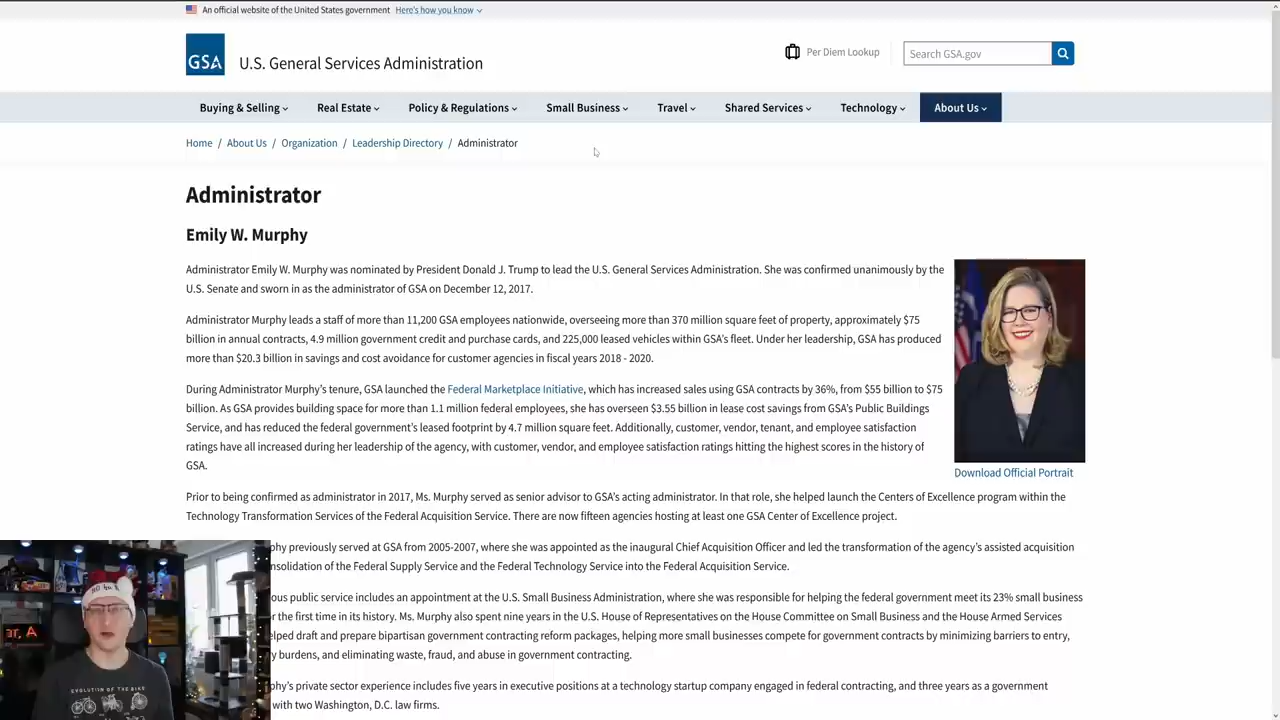 An official website of the United States government Here's how you know
GSA
U.S. General Services Administration
Per Diem Lookup
Search GSA.gov
Buying & Selling Real Estate Policy & Regulations Small Business Travel Shared Services Technology About Us
Home / About Us / Organization / Leadership Directory / Administrator
Administrator
Emily W. Murphy
Administrator Emily W. Murphy was nominated by President Donald J. Trump to lead the U.S. General Services Administration. She was confirmed unanimously by the
U.S. Senate and sworn in as the administrator of GSA on December 12, 2017.
Administrator Murphy leads a staff of more than 11,200 GSA employees nationwide, overseeing more than 370 million square feet of property, approximately $75
billion in annual contracts, 4.9 million government credit and purchase cards, and 225,000 leased vehicles within GSA's fleet. Under her leadership, GSA has produced
more than $20.3 billion in savings and cost avoidance for customer agencies in fiscal years 2018 - 2020.
During Administrator Murphy's tenure, GSA launched the Federal Marketplace Initiative, which has increased sales using GSA contracts by 36%, from $55 billion to $75
billion. As GSA provides building space for more than 1.1 million federal employees, she has overseen $3.55 billion in lease cost savings from GSA's Public Buildings
Service, and has reduced the federal government's leased footprint by 4.7 million square feet. Additionally, customer, vendor, tenant, and employee satisfaction
ratings have all increased during her leadership of the agency, with customer, vendor, and employee satisfaction ratings hitting the highest scores in the history of
GSA.
Download Official Portrait
Prior to being confirmed as administrator in 2017, Ms. Murphy served as senior advisor to GSA's acting administrator. In that role, she helped launch the Centers of Excellence program within the
Technology Transformation Services of the Federal Acquisition Service. There are now fifteen agencies hosting at least one GSA Center of Excellence project.
phy previously served at GSA from 2005-2007, where she was appointed as the inaugural Chief Acquisition Officer and led the transformation of the agency's assisted acquisition
nsolidation of the Federal Supply Service and the Federal Technology Service into the Federal Acquisition Service.
ous public service includes an appointment at the U.S. Small Business Administration, where she was responsible for helping the federal government meet its 23% small business
r the first time in its history. Ms. Murphy also spent nine years in the U.S. House of Representatives on the House Committee on Small Business and the House Armed Services
elped draft and prepare bipartisan government contracting reform packages, helping more small businesses compete for government contracts by minimizing barriers to entry,
y burdens, and eliminating waste, fraud, and abuse in government contracting.
phy's private sector experience includes five years in executive positions at a technology startup company engaged in federal contracting, and three years as a government
with two Washington, D.C. law firms.
ar, A
EVOLUTION OF THE BIKE